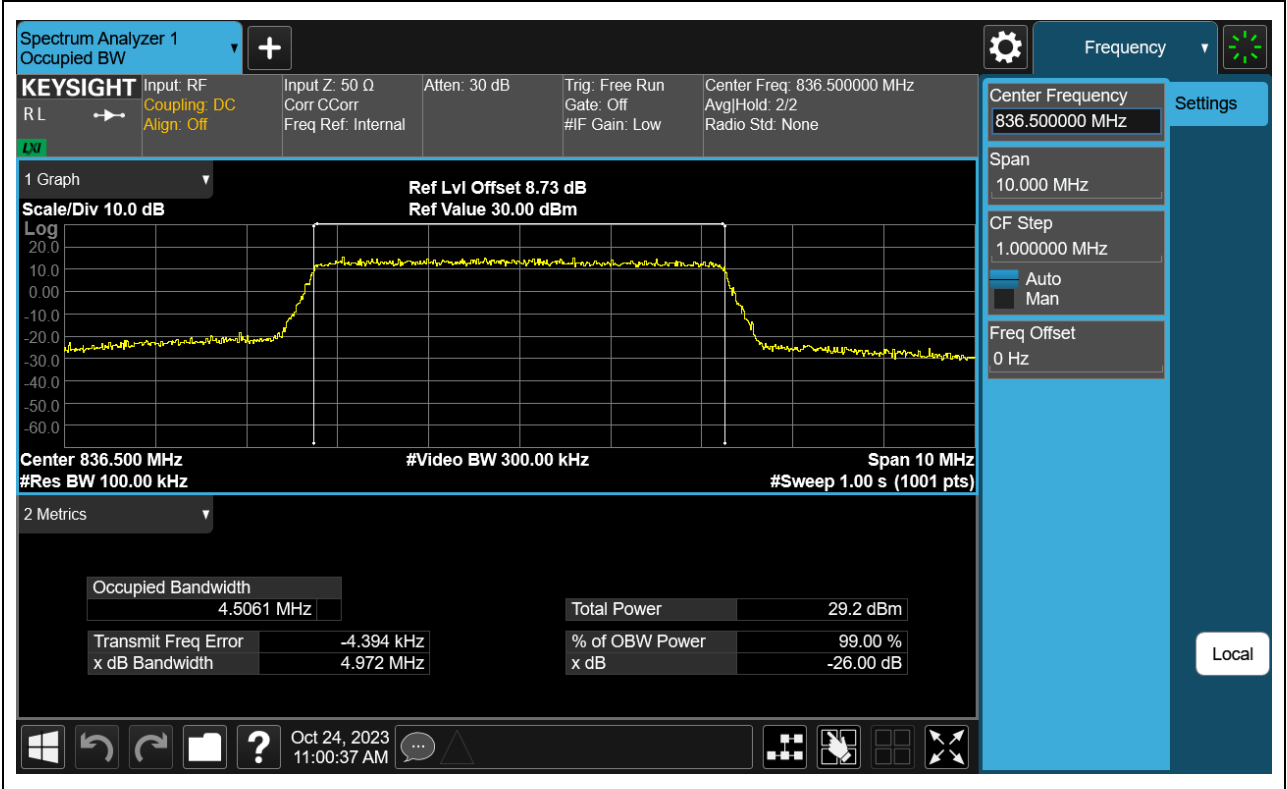 Spectrum Analyzer 1
Occupied BW
Frequency
KEYSIGHT
R L
LXI
Input: RF
Coupling: DC
Align: Off
Input Z: 50 Ω
Corr CCorr
Freq Ref: Internal
Atten: 30 dB
Trig: Free Run
Gate: Off
#IF Gain: Low
Center Freq: 836.500000 MHz
Avg|Hold: 2/2
Radio Std: None
Center Frequency
836.500000 MHz
Settings
Span
10.000 MHz
CF Step
1.000000 MHz
Auto
Man
Freq Offset
0 Hz
Local
1 Graph
Scale/Div 10.0 dB
Ref Lvl Offset 8.73 dB
Ref Value 30.00 dBm
Log
20.0
10.0
0.00
-10.0
-20.0
-30.0
-40.0
-50.0
-60.0
Center 836.500 MHz
#Video BW 300.00 kHz
Span 10 MHz
#Res BW 100.00 kHz
#Sweep 1.00 s (1001 pts)
2 Metrics
Occupied Bandwidth
4.5061 MHz
Total Power 29.2 dBm
Transmit Freq Error -4.394 kHz
% of OBW Power 99.00 %
x dB Bandwidth 4.972 MHz
x dB -26.00 dB
?
Oct 24, 2023
11:00:37 AM